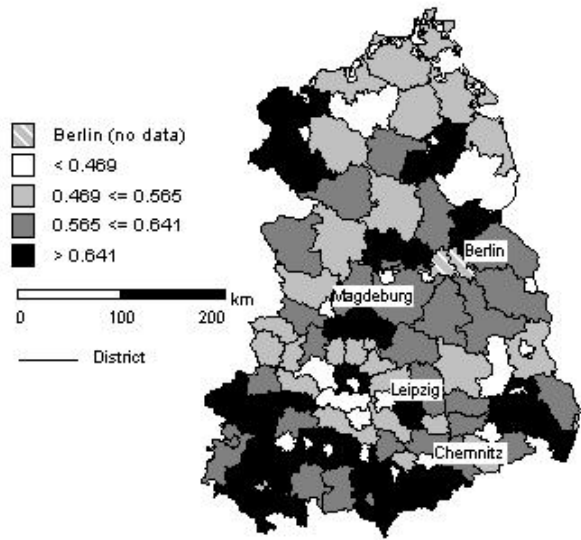 Berlin (no data)
< 0.469
0.469 <= 0.565
0.565 <= 0.641
> 0.641
km
0 100 200
District
Berlin
Magdeburg
Leipzig
Chemnitz